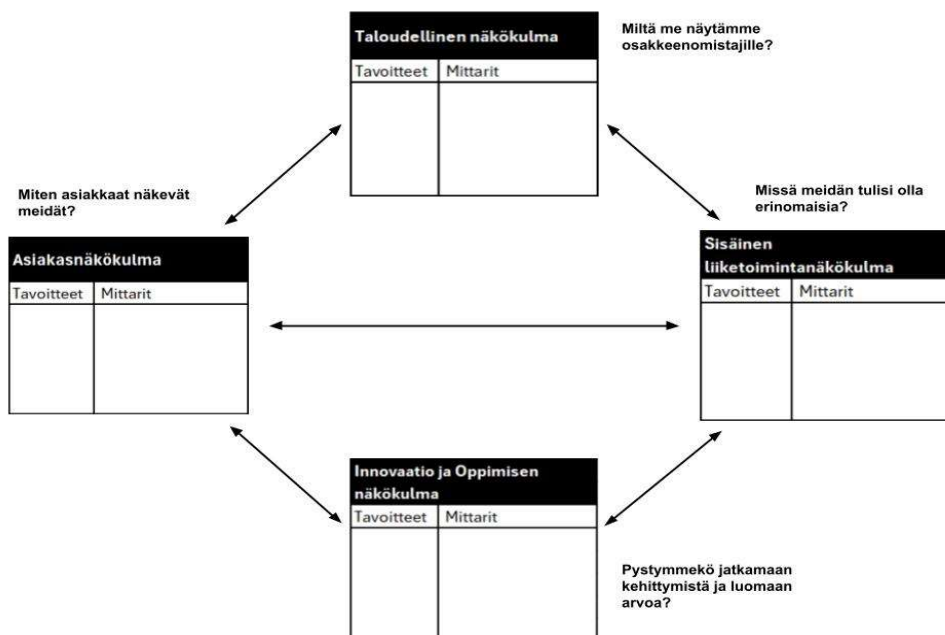 Taloudellinen näkökulma
Tavoitteet Mittarit
Miltä me näytämme
osakkeenomistajille?
Miten asiakkaat näkevät
meidät?
Asiakasnäkökulma
Tavoitteet Mittarit
Missä meidän tulisi olla
erinomaisia?
Sisäinen
liiketoimintanäkökulma
Tavoitteet Mittarit
Innovaatio ja Oppimisen
näkökulma
Tavoitteet Mittarit
Pystymmekö jatkamaan
kehittymistä ja luomaan
arvoa?